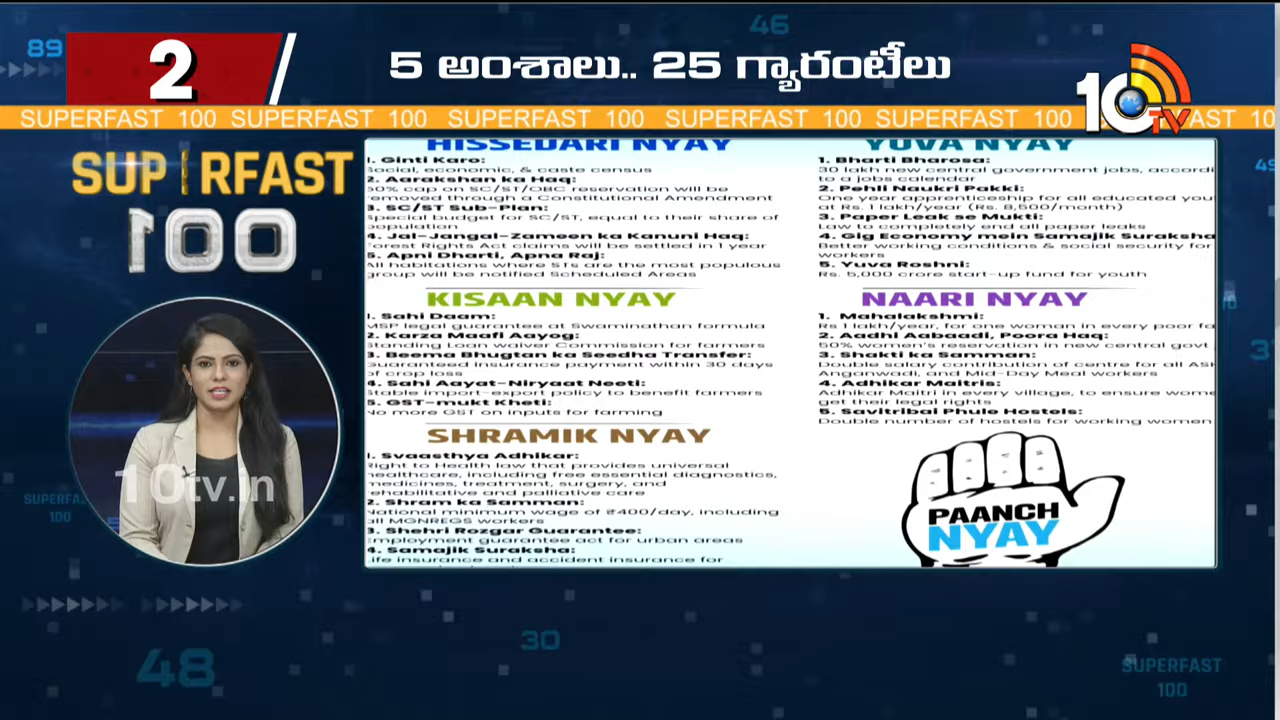 89
46
2
5 అంశాలు.. 25 గ్యారంటీలు
10TV
SUPERFAST 100 SUPERFAST 100 SUPERFAST 100 SUPERFAST 100 SUPERFAST 100
SUP RFAST
100
HISSEDARI NYAY
1. Ginti Karo:
Social, economic, & caste census
2. Aarakshan ka Haq:
50% cap on SC/ST/OBC reservation will be
removed through a Constitutional Amendment
3. SC/ST Sub-Plan:
Special budget for SC/ST, equal to their share of
population
4. Jal-Jangal-Zameen ka Kanuni Haq:
Forest Rights Act claims will be settled in 1 year
5. Apni Dharti, Apna Raj:
All habitations where STs are the most populous
group will be notified Scheduled Areas
KISAAN NYAY
1. Sahi Daam:
MSP legal guarantee at Swaminathan formula
2. Karza Maafi Aayog:
Standing Loan waiver Commission for farmers
3. Beema Bhugtan ka Seedha Transfer:
Guaranteed insurance payment within 30 days
of crop loss
4. Sahi Aayat-Niryaat Neeti:
Stable import-export policy to benefit farmers
5. GST-mukt Kheti:
No more GST on inputs for farming
SHRAMIK NYAY
1. Svaasthya Adhikar:
Right to Health law that provides universal
healthcare, including free essential diagnostics,
medicines, treatment, surgery, and
rehabilitative and palliative care
2. Shram ka Samman:
National minimum wage of ₹400/day, including
all MGNREGS workers
3. Shehri Rozgar Guarantee:
Employment guarantee act for urban areas
4. Samajik Suraksha:
Life insurance and accident insurance for
YUVA NYAY
1. Bharti Bharosa:
30 lakh new central government jobs, accordi
to a jobs calendar
2. Pehli Naukri Pakki:
One year apprenticeship for all educated you
at Rs. 1 lakh/year (Rs. 8,500/month)
3. Paper Leak se Mukti:
Law to completely end all paper leaks
4. Gig Economy mein Samajik Suraksha
Better working conditions & social security for
workers
5. Yuva Roshni:
Rs. 5,000 crore start-up fund for youth
NAARI NYAY
1. Mahalakshmi:
Rs 1 lakh/year, for one woman in every poor fa
2. Aadhi Aabaadi, Poora Haq:
50% women's reservation in new central govt
3. Shakti ka Samman:
Double salary contribution of centre for all ASH
Anganwadi, and Mid-Day Meal workers
4. Adhikar Maitris:
Adhikar Maitri in every village, to ensure wome
get their legal rights
5. Savitribai Phule Hostels:
Double number of hostels for working women
PAANCH
NYAY
10tv.in
SUPERFAST
100
48
30
SUPERFAST
100